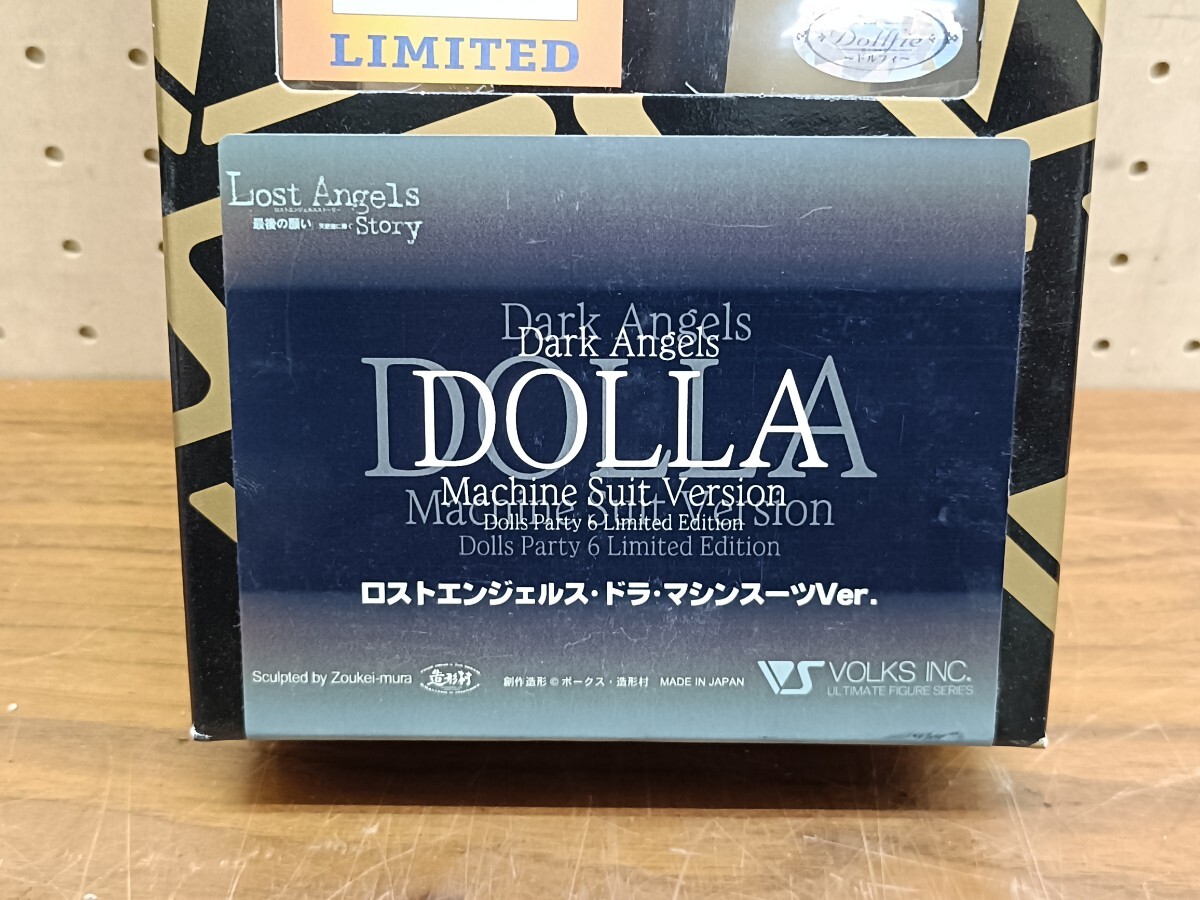 LIMITED
Dollfie
~ドルフィー~
Lost Angels
ロストエンジェルスストーリー
「最後の願い」
Story
Dark Angels
Dark Angels
DOLLA
DOLLA
Machine Suit Version
Machine Suit Version
Dolls Party 6 Limited Edition
Dolls Party 6 Limited Edition
ロストエンジェルス・ドラ・マシンスーツVer.
Sculpted by Zoukei-mura
造形村
創作造形©ボークス・造形村 MADE IN JAPAN
VS VOLKS INC.
ULTIMATE FIGURE SERIES